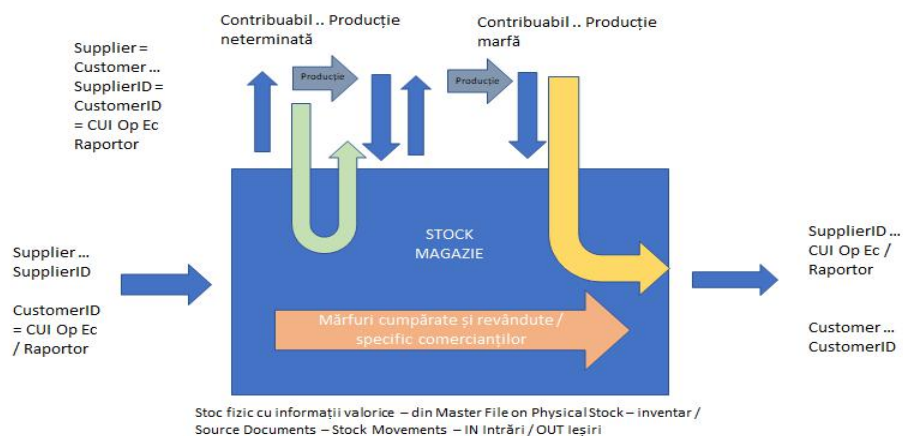 Contribuabil .. Producție
neterminată
Contribuabil .. Producție
marfă
Supplier =
Customer ...
SupplierID =
CustomerID
= CUI Op Ec
Raportor
Producție
Producție
STOCK
MAGAZIE
Supplier ...
SupplierID
CustomerID
= CUI Op Ec
/ Raportor
SupplierID ...
CUI Op Ec /
Raportor
Customer ...
CustomerID
Mărfuri cumpărate și revândute /
specific comercianților
Stoc fizic cu informații valorice – din Master File on Physical Stock – inventar /
Source Documents – Stock Movements – IN Intrări / OUT Ieșiri